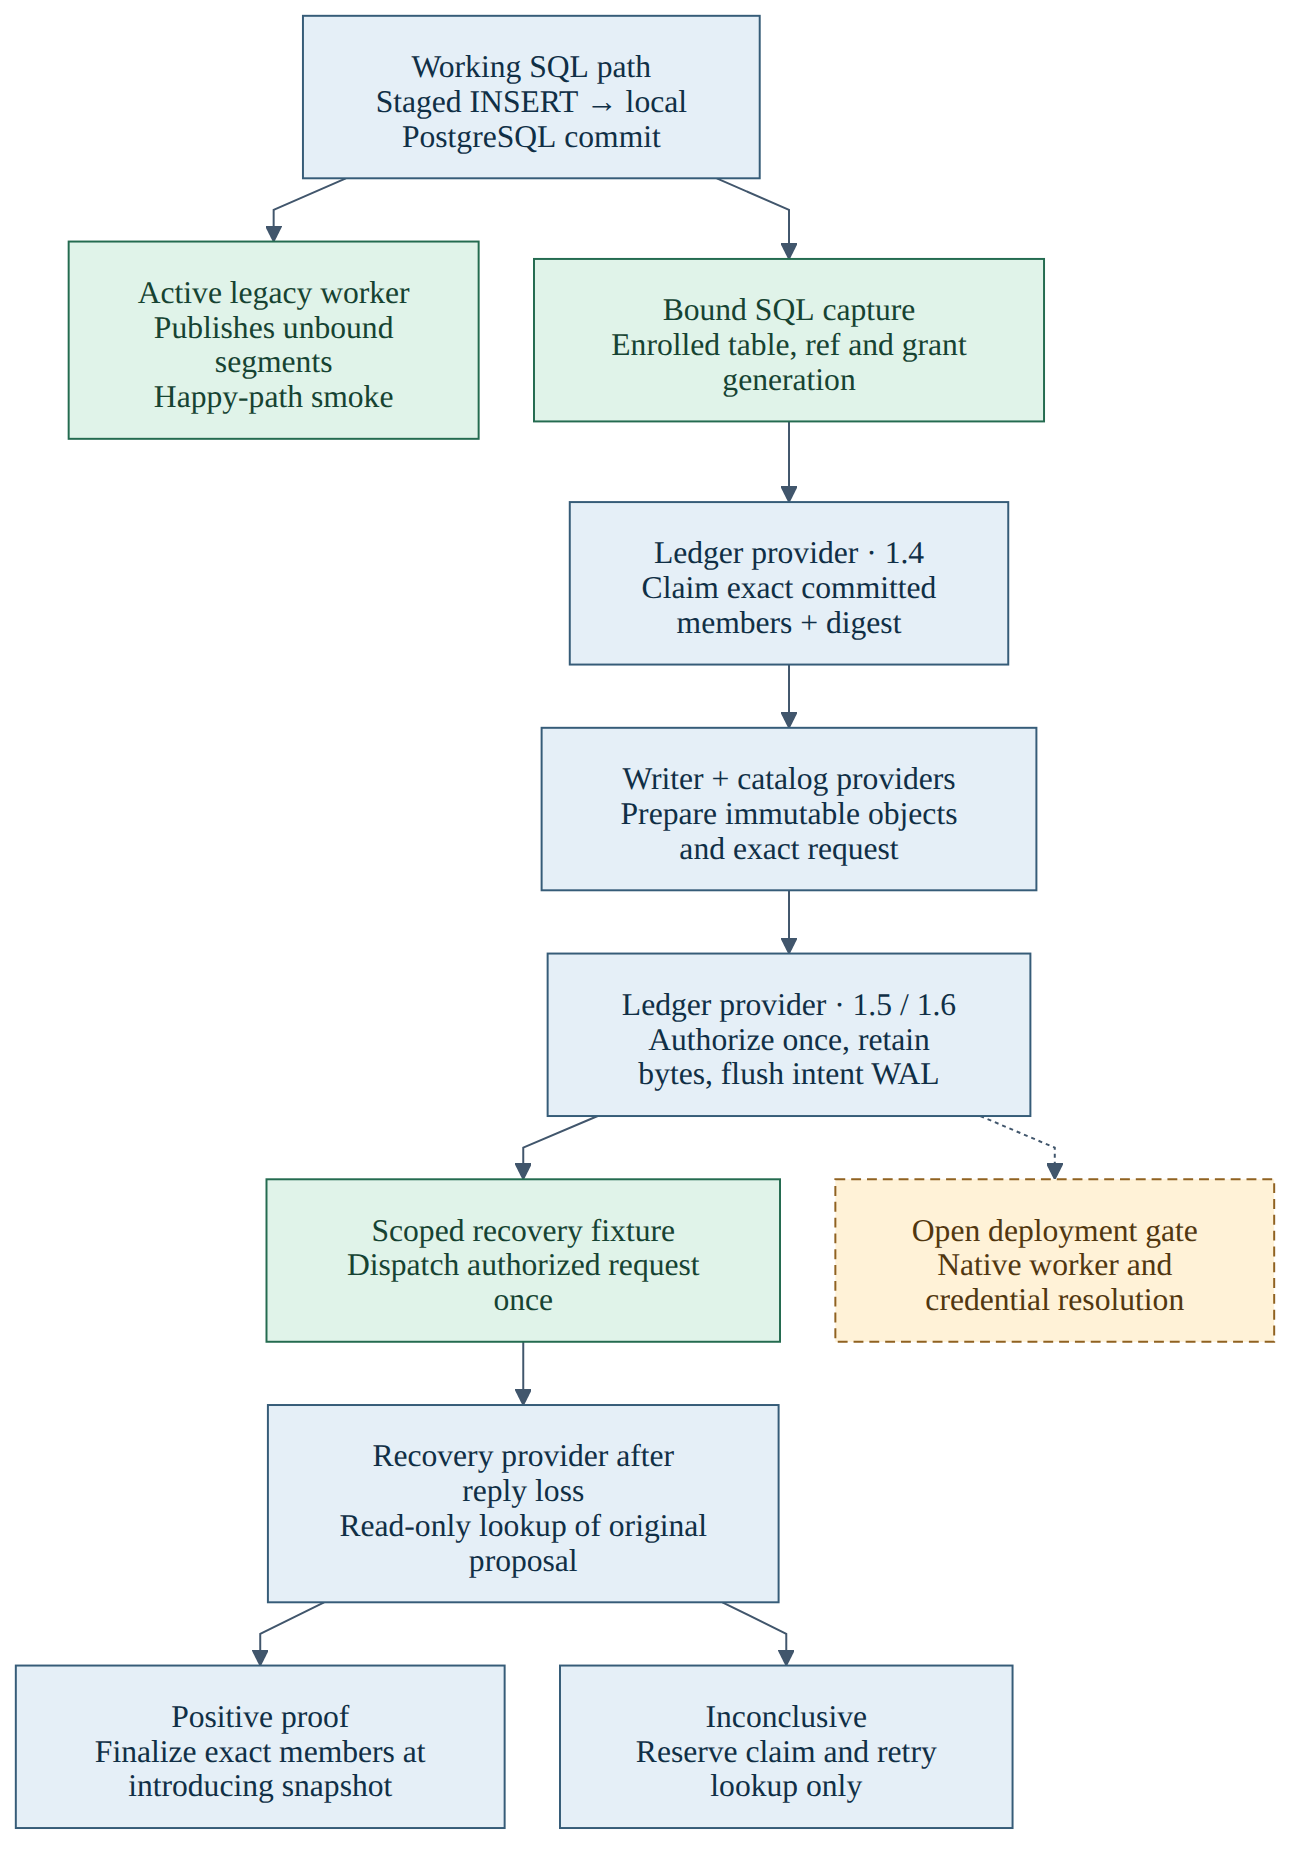 Working SQL path
Staged INSERT → local
PostgreSQL commit
Active legacy worker
Publishes unbound
segments
Happy-path smoke
Bound SQL capture
Enrolled table, ref and grant
generation
Ledger provider · 1.4
Claim exact committed
members + digest
Writer + catalog providers
Prepare immutable objects
and exact request
Ledger provider · 1.5 / 1.6
Authorize once, retain
bytes, flush intent WAL
Scoped recovery fixture
Dispatch authorized request
once
Open deployment gate
Native worker and
credential resolution
Recovery provider after
reply loss
Read-only lookup of original
proposal
Positive proof
Finalize exact members at
introducing snapshot
Inconclusive
Reserve claim and retry
lookup only